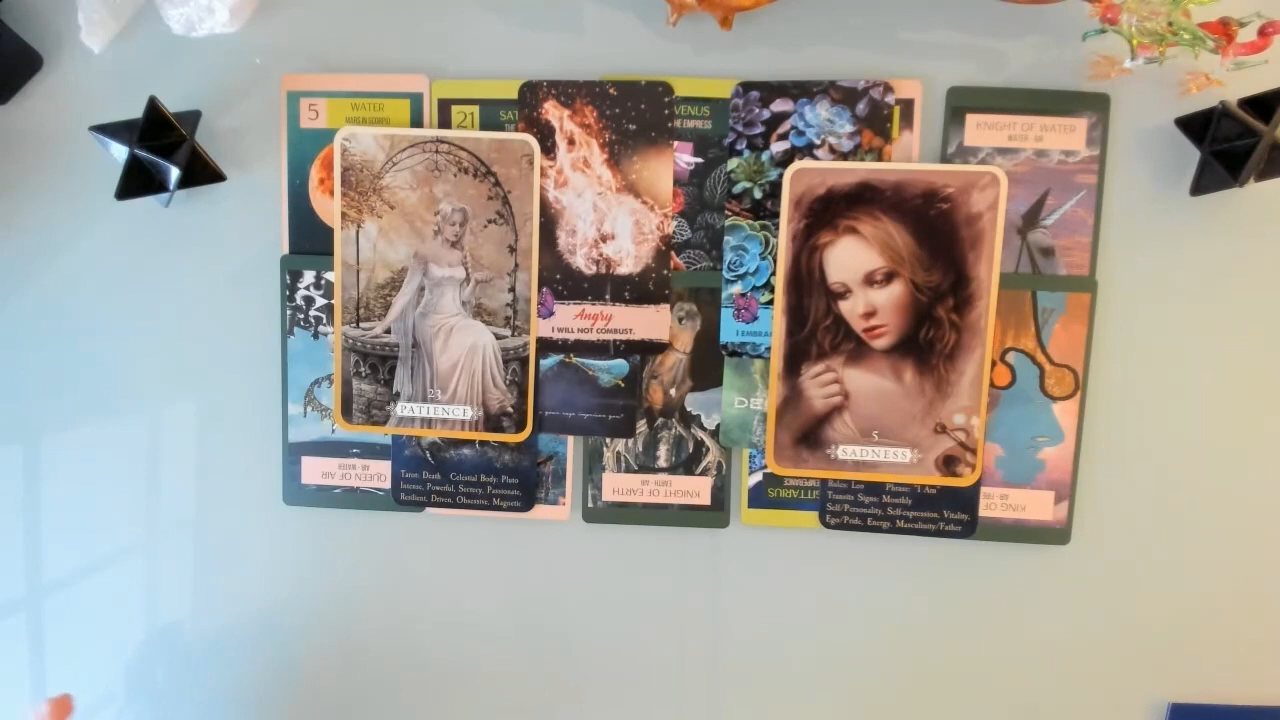 5
WATER
MARS IN SCORPIO
21
VENUS
HE EMPRESS
KNIGHT OF WATER
WATER - AIR
Angry
I WILL NOT COMBUST.
23
PATIENCE
5
SADNESS
QUEEN OF AIR
AIR - WATER
Tarot: Death Celestial Body: Pluto
Intense, Powerful, Secrecy, Passionate,
Resilient, Driven, Obsessive, Magnetic
KNIGHT OF EARTH
EARTH - AIR
Rules: Leo Phrase: "I Am"
Transits Signs: Monthly
Self/Personality, Self-expression, Vitality,
Ego/Pride, Energy, Masculinity/Father
KING OF
AIR - FIRE